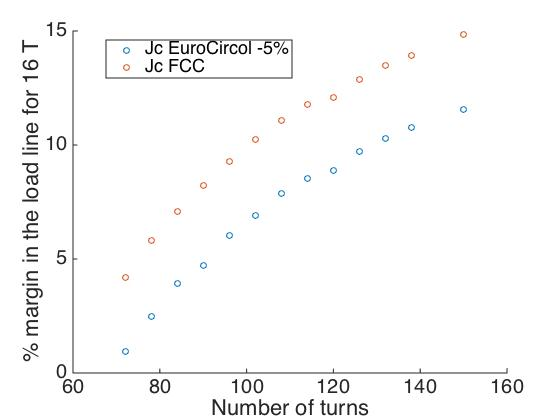 Jc EuroCircol -5%
Jc FCC
% margin in the load line for 16 T
15
10
5
0
60 80 100 120 140 160
Number of turns